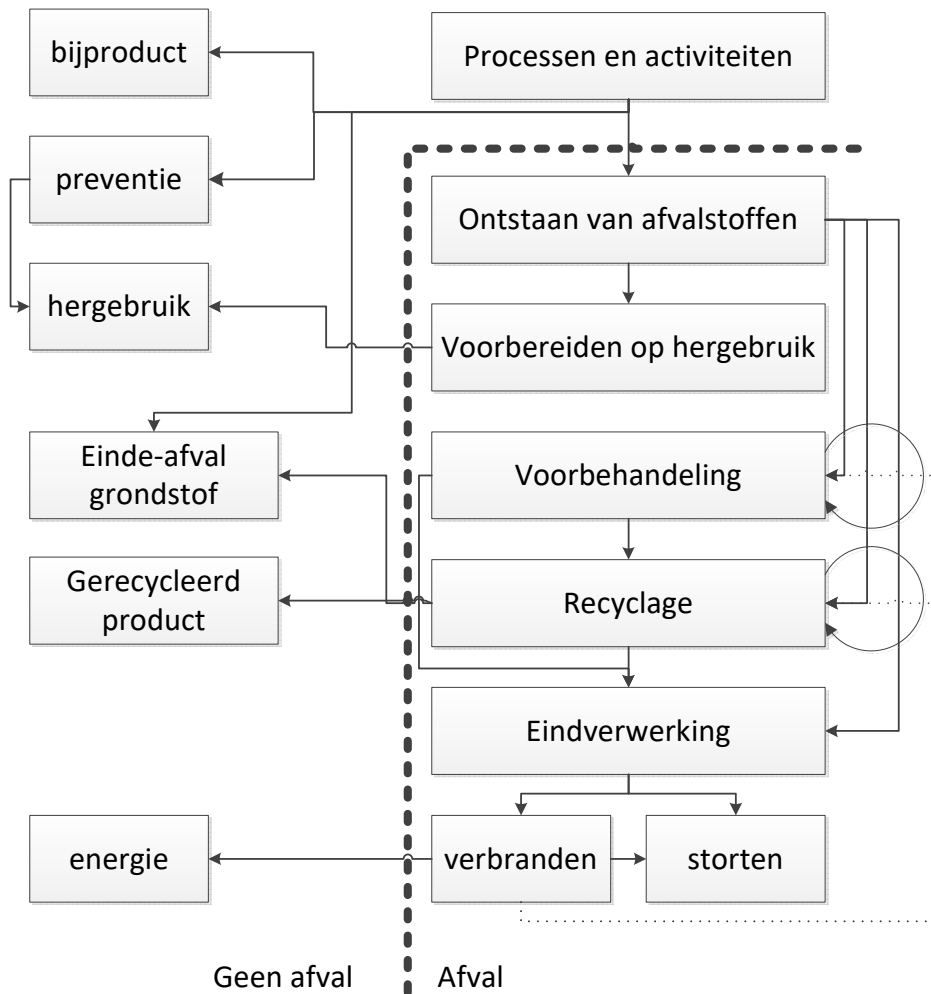 bijproduct
Processen en activiteiten
preventie
Ontstaan van afvalstoffen
hergebruik
Voorbereiden op hergebruik
Einde-afval
grondstof
Voorbehandeling
Gerecycleerd
product
Recyclage
Eindverwerking
energie
verbranden
storten
Geen afval
Afval